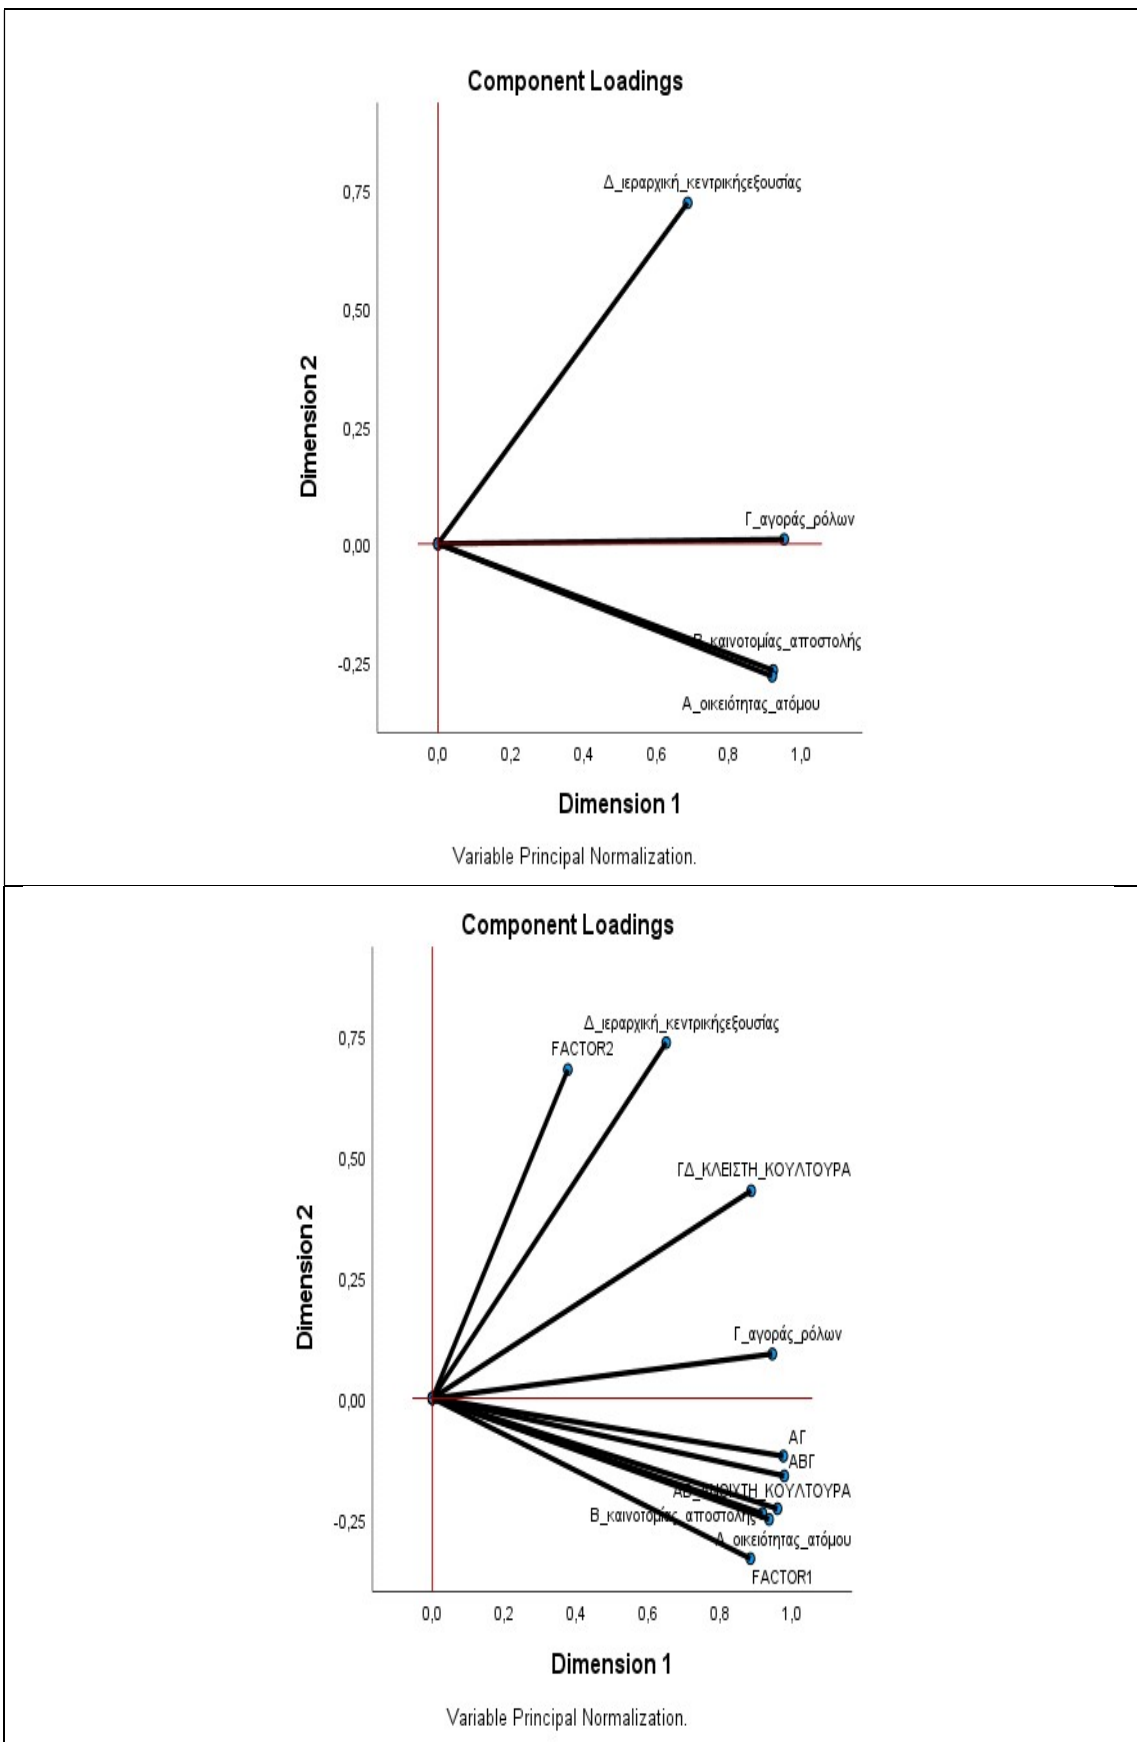 Component Loadings
Δ_ιεραρχική_κεντρικήςεξουσίας
0,75
0,50
0,25
Γ_αγοράς_ρόλων
0,00
Β_καινοτομίας_αποστολής
-0,25
Α_οικειότητας_ατόμου
0,0 0,2 0,4 0,6 0,8 1,0
Dimension 2
Dimension 1
Variable Principal Normalization.
Component Loadings
Δ_ιεραρχική_κεντρικήςεξουσίας
0,75
FACTOR2
0,50
ΓΔ_ΚΛΕΙΣΤΗ_ΚΟΥΛΤΟΥΡΑ
0,25
Γ_αγοράς_ρόλων
0,00
ΑΓ
ΑΒΓ
ΑΒ_ΑΝΟΙΧΤΗ_ΚΟΥΛΤΟΥΡΑ
Β_καινοτομίας_αποστολής
-0,25
Α_οικειότητας_ατόμου
FACTOR1
0,0 0,2 0,4 0,6 0,8 1,0
Dimension 2
Dimension 1
Variable Principal Normalization.